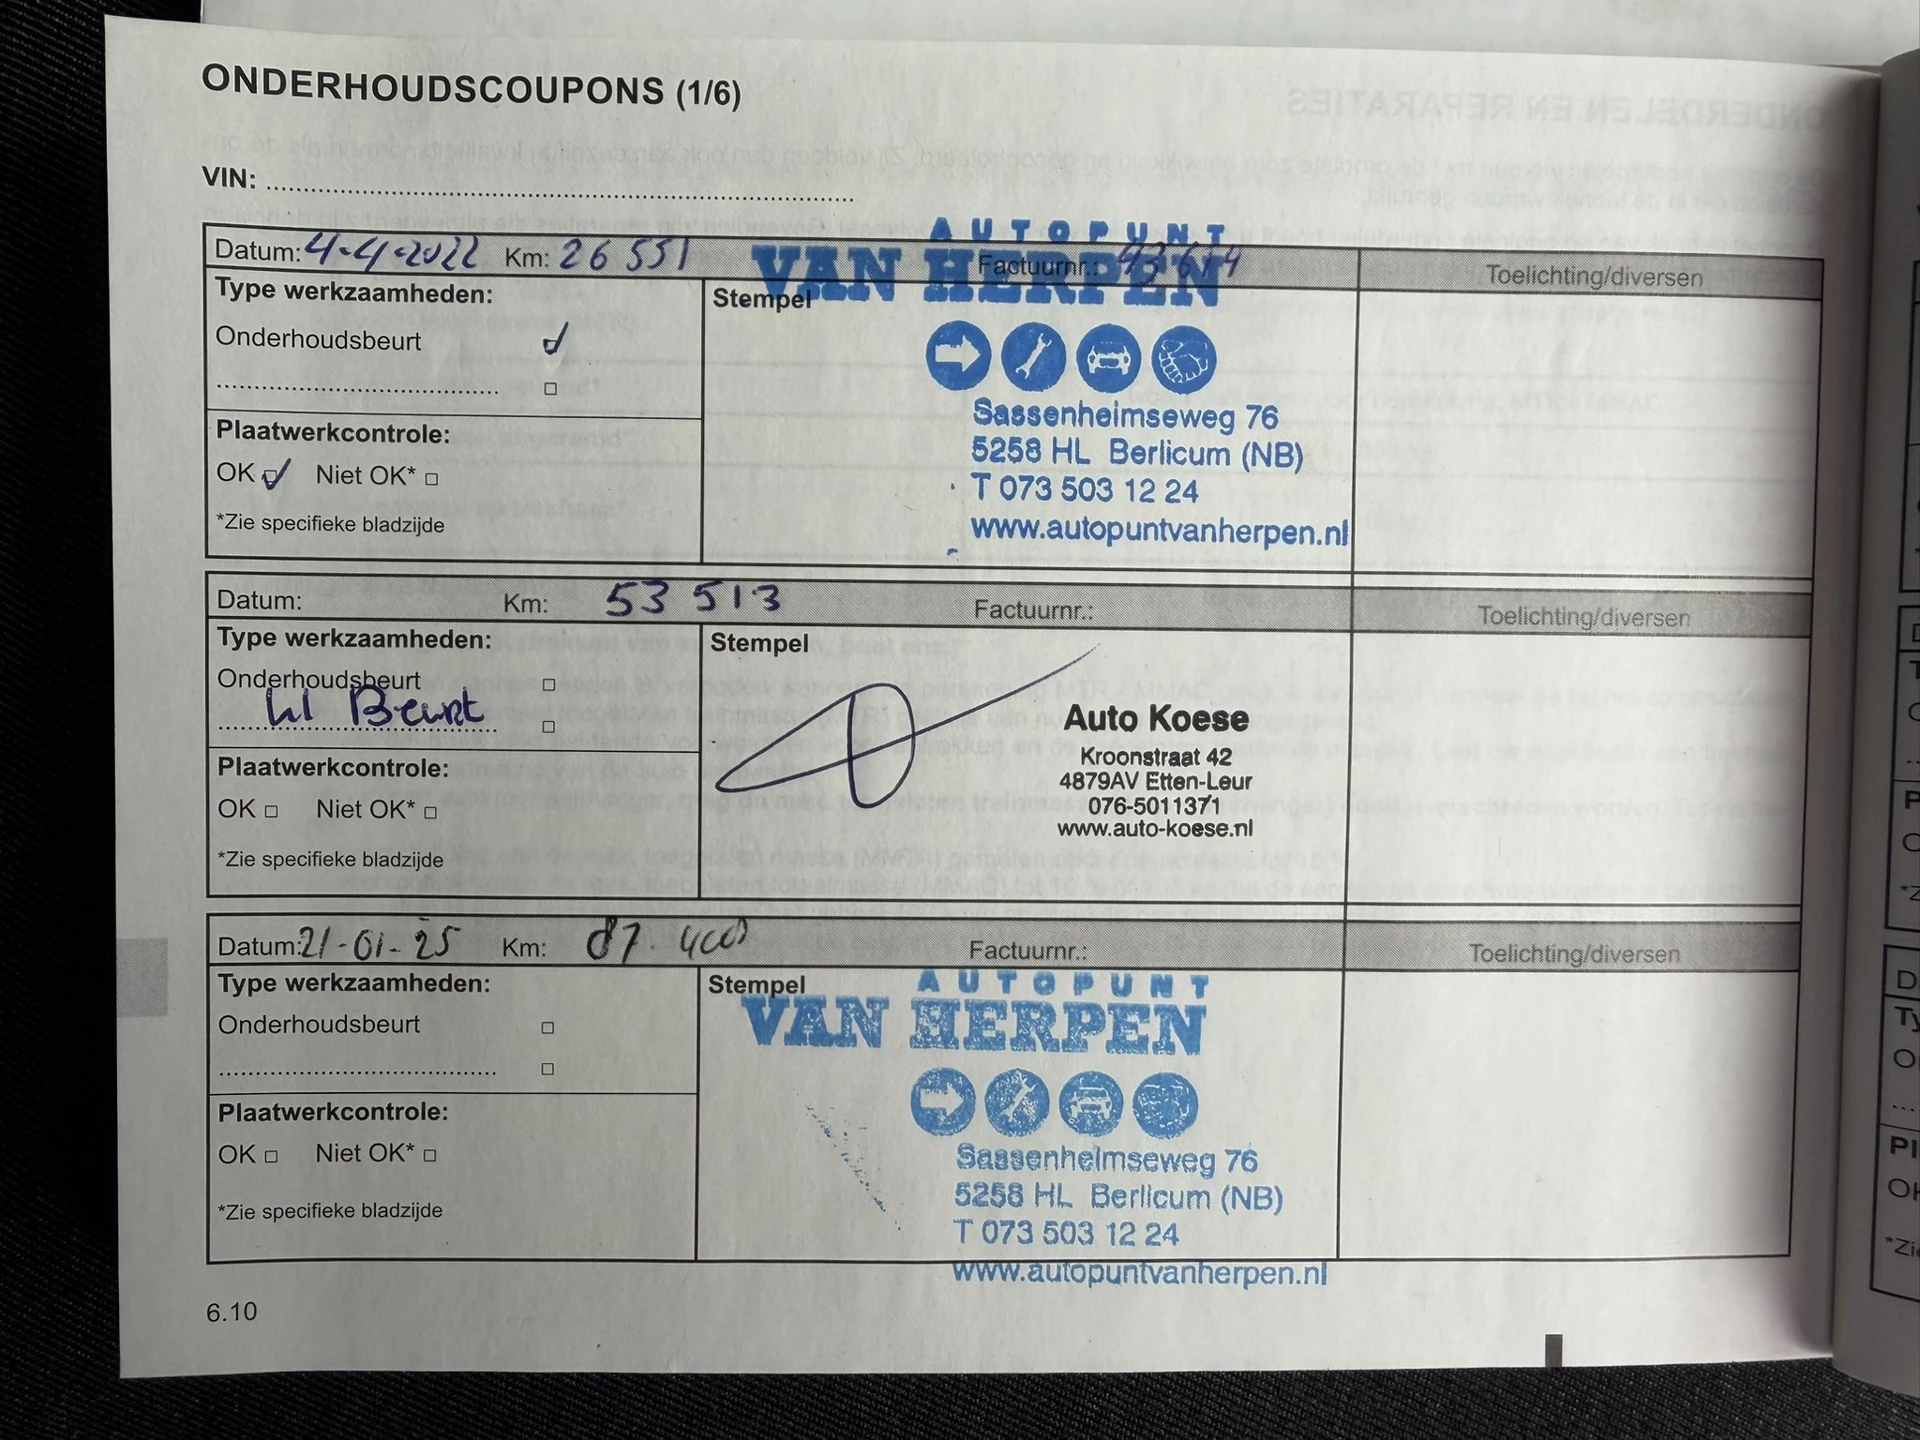 ONDERHOUDSCOUPONS (1/6)
VIN: ..........
AUTOPUNT
VAN HERPEN
Datum: 4-4-2022 Km: 26 551 Factuurnr.: Toelichting/diversen
Type werkzaamheden:
Stempel
Onderhoudsbeurt
Plaatwerkcontrole:
OK Niet OK*
*Zie specifieke bladzijde
Sassenheimseweg 76
5258 HL Berlicum (NB)
T 073 503 12 24
www.autopuntvanherpen.nl
Datum: Km: 53 513 Factuurnr.: Toelichting/diversen
Type werkzaamheden:
Stempel
Onderhoudsbeurt
Beurt
Plaatwerkcontrole:
OK Niet OK*
*Zie specifieke bladzijde
Auto Koese
Kroonstraat 42
4879AV Etten-Leur
076-5011371
www.auto-koese.nl
Datum: 21-01-25 Km: 87.400 Factuurnr.: Toelichting/diversen
Type werkzaamheden:
Stempel
AUTOPUNT
VAN HERPEN
Onderhoudsbeurt
Plaatwerkcontrole:
OK Niet OK*
*Zie specifieke bladzijde
Sassenheimseweg 76
5258 HL Berlicum (NB)
T 073 503 12 24
www.autopuntvanherpen.nl
6.10